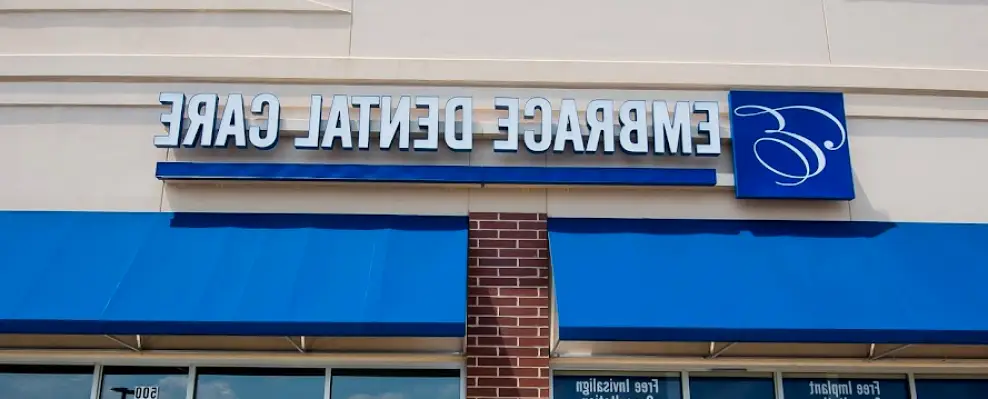 EMBRACE DENTAL CARE
Free Implant
Free Invisalign
500